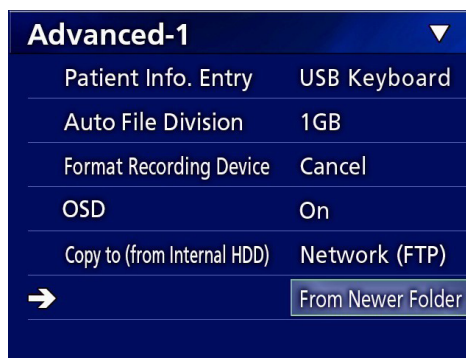 Advanced-1 ▼
Patient Info. Entry USB Keyboard
Auto File Division 1GB
Format Recording Device Cancel
OSD On
Copy to (from Internal HDD) Network (FTP)
➔ From Newer Folder